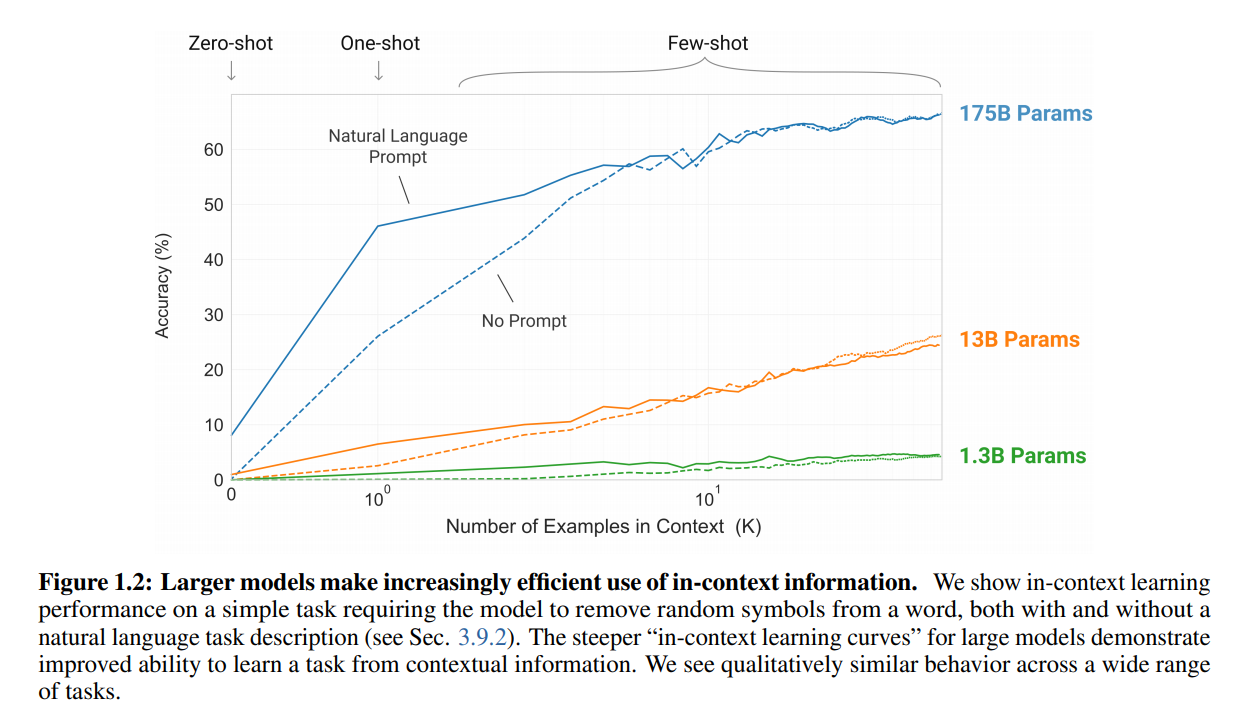 Zero-shot
One-shot
Few-shot
175B Params
Natural Language
Prompt
No Prompt
13B Params
1.3B Params
Accuracy (%)
60
50
40
30
20
10
0
0
10⁰
10¹
Number of Examples in Context (K)
Figure 1.2: Larger models make increasingly efficient use of in-context information. We show in-context learning
performance on a simple task requiring the model to remove random symbols from a word, both with and without a
natural language task description (see Sec. 3.9.2). The steeper “in-context learning curves” for large models demonstrate
improved ability to learn a task from contextual information. We see qualitatively similar behavior across a wide range
of tasks.